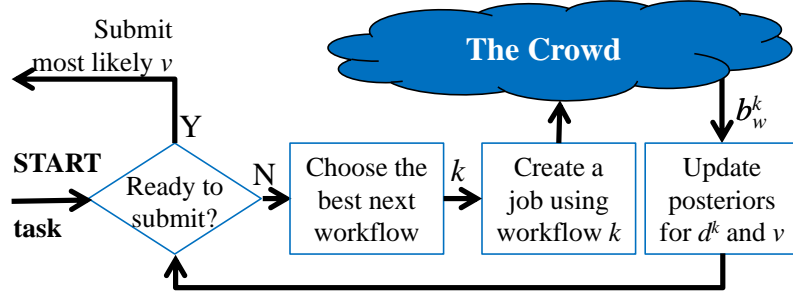 Submit
most likely v
The Crowd
b_w^k
Y
START
task
Ready to
submit?
N
Choose the
best next
workflow
k
Create a
job using
workflow k
Update
posteriors
for d^k and v